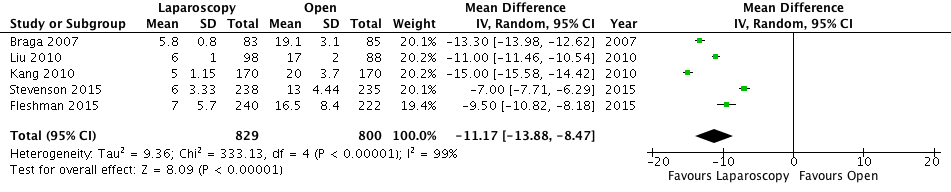 Laparoscopy Open Mean Difference Mean Difference
Study or Subgroup Mean SD Total Mean SD Total Weight IV, Random, 95% CI Year IV, Random, 95% CI
Braga 2007 5.8 0.8 83 19.1 3.1 85 20.1% -13.30 [-13.98, -12.62] 2007
Liu 2010 6 1 98 17 2 88 20.2% -11.00 [-11.46, -10.54] 2010
Kang 2010 5 1.15 170 20 3.7 170 20.2% -15.00 [-15.58, -14.42] 2010
Stevenson 2015 6 3.33 238 13 4.44 235 20.1% -7.00 [-7.71, -6.29] 2015
Fleshman 2015 7 5.7 240 16.5 8.4 222 19.4% -9.50 [-10.82, -8.18] 2015
Total (95% CI) 829 800 100.0% -11.17 [-13.88, -8.47]
Heterogeneity: Tau² = 9.36; Chi² = 333.13, df = 4 (P < 0.00001); I² = 99%
Test for overall effect: Z = 8.09 (P < 0.00001)
-20 -10 0 10 20
Favours Laparoscopy Favours Open